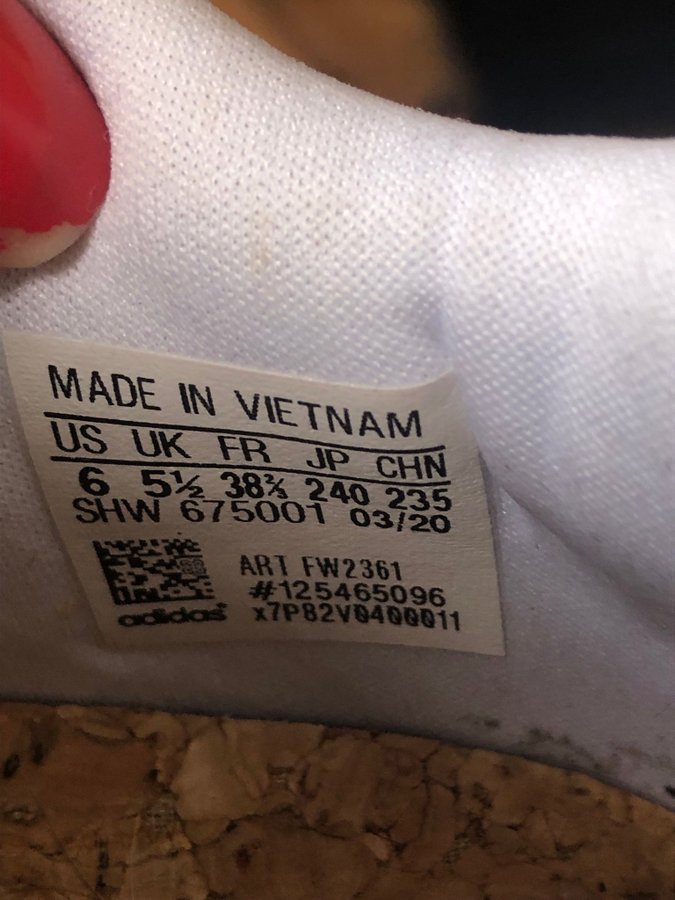 MADE IN VIETNAM
US UK FR JP CHN
6 5½ 38⅔ 240 235
SHW 675001 03/20
ART FW2361
#125465096
adidas x7P82V0400011